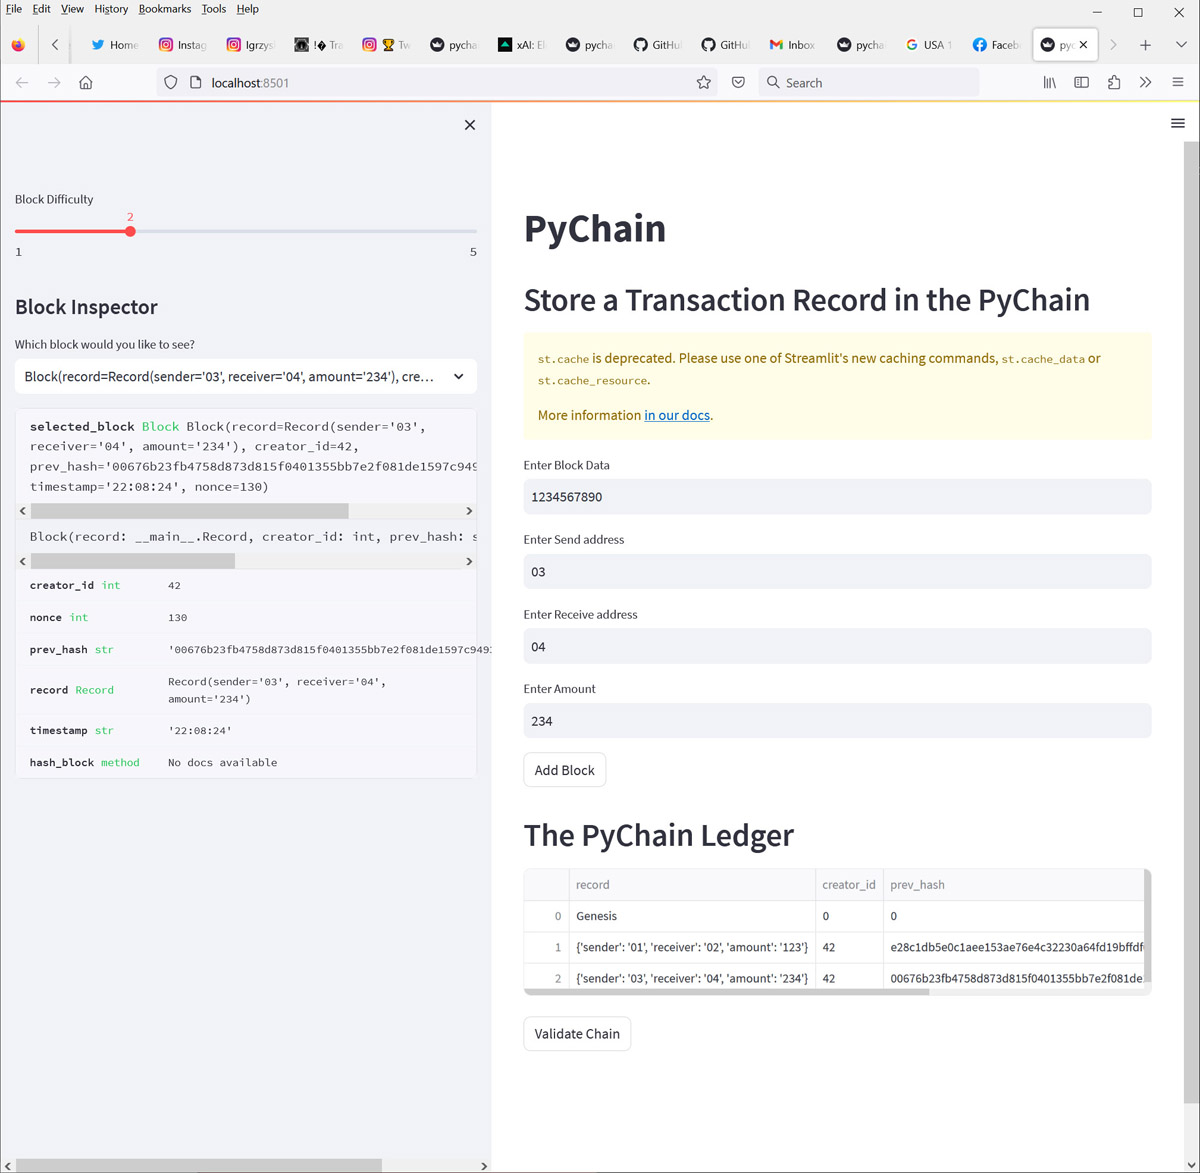 File Edit View History Bookmarks Tools Help
Home Instag Igrzys Tra Tw pycha xAI: El pycha GitHu GitHu Inbox pycha USA 1 Faceb pyc
localhost:8501 Search
Block Difficulty
2
1 5
Block Inspector
Which block would you like to see?
Block(record=Record(sender='03', receiver='04', amount='234'), cre...
selected_block Block Block(record=Record(sender='03',
receiver='04', amount='234'), creator_id=42,
prev_hash='00676b23fb4758d873d815f0401355bb7e2f081de1597c949
timestamp='22:08:24', nonce=130)
Block(record: __main__.Record, creator_id: int, prev_hash: s
creator_id int 42
nonce int 130
prev_hash str '00676b23fb4758d873d815f0401355bb7e2f081de1597c949
record Record Record(sender='03', receiver='04',
amount='234')
timestamp str '22:08:24'
hash_block method No docs available
PyChain
Store a Transaction Record in the PyChain
st.cache is deprecated. Please use one of Streamlit's new caching commands, st.cache_data or
st.cache_resource.
More information in our docs.
Enter Block Data
1234567890
Enter Send address
03
Enter Receive address
04
Enter Amount
234
Add Block
The PyChain Ledger
record creator_id prev_hash
0 Genesis 0 0
1 {'sender': '01', 'receiver': '02', 'amount': '123'} 42 e28c1db5e0c1aee153ae76e4c32230a64fd19bffdf
2 {'sender': '03', 'receiver': '04', 'amount': '234'} 42 00676b23fb4758d873d815f0401355bb7e2f081de
Validate Chain